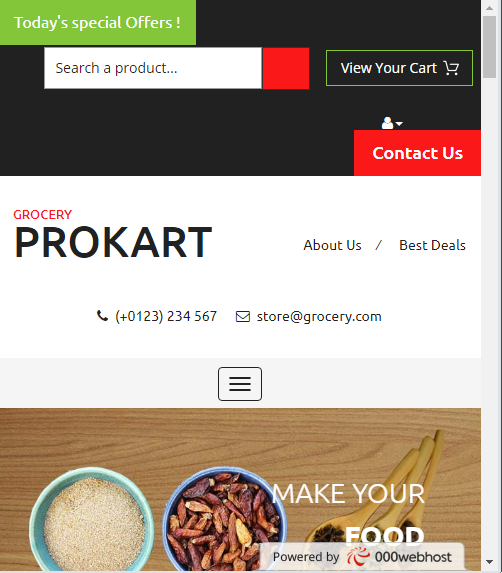 Today's special Offers !
Search a product...
View Your Cart
Contact Us
GROCERY
PROKART
About Us / Best Deals
(+0123) 234 567 store@grocery.com
MAKE YOUR
FOOD
Powered by 000webhost